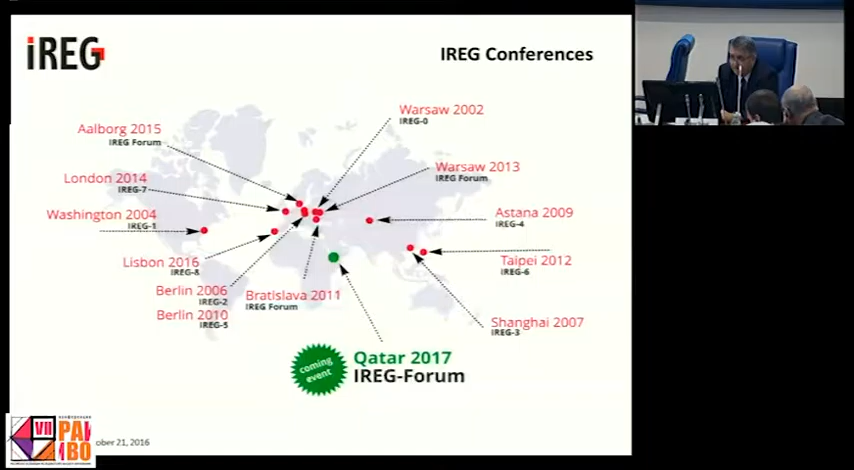 iREG
IREG Conferences
Warsaw 2002
IREG-0
Aalborg 2015
IREG Forum
Warsaw 2013
IREG Forum
London 2014
IREG-7
Washington 2004
IREG-1
Astana 2009
IREG-4
Lisbon 2016
IREG-8
Taipei 2012
IREG-6
Berlin 2006
IREG-2
Bratislava 2011
IREG Forum
Berlin 2010
IREG-5
Shanghai 2007
IREG-3
coming
event
Qatar 2017
IREG-Forum
VII
ober 21, 2016